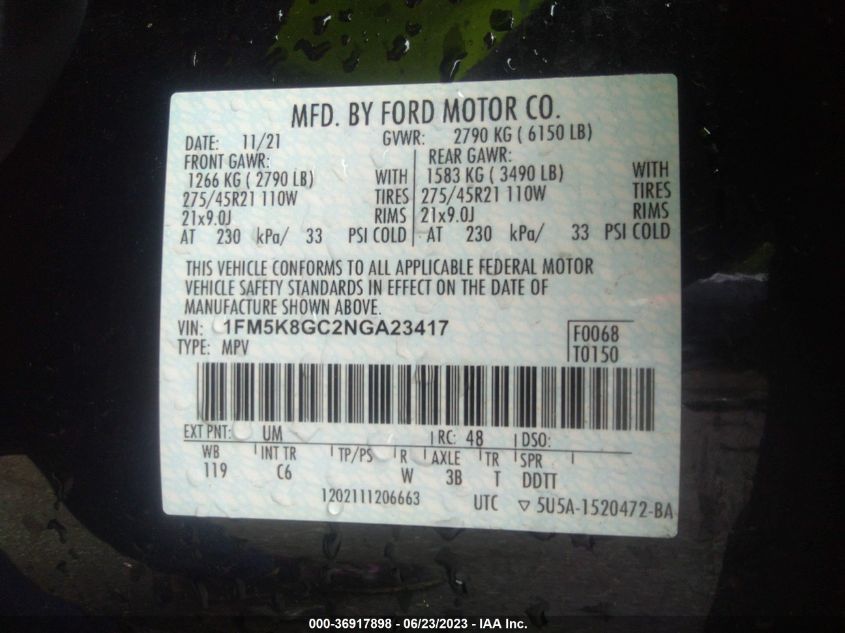 MFD. BY FORD MOTOR CO.
DATE: 11/21 GVWR: 2790 KG ( 6150 LB)
FRONT GAWR: REAR GAWR:
1266 KG ( 2790 LB) WITH 1583 KG ( 3490 LB) WITH
275/45R21 110W TIRES 275/45R21 110W TIRES
21x9.0J RIMS 21x9.0J RIMS
AT 230 kPa/ 33 PSI COLD AT 230 kPa/ 33 PSI COLD
THIS VEHICLE CONFORMS TO ALL APPLICABLE FEDERAL MOTOR
VEHICLE SAFETY STANDARDS IN EFFECT ON THE DATE OF
MANUFACTURE SHOWN ABOVE.
VIN: 1FM5K8GC2NGA23417 F0068
TYPE: MPV T0150
EXT PNT: UM RC: 48 DSO:
WB INT TR TP/PS R AXLE TR SPR
119 C6 W 3B T DDTT
1202111206663 UTC ▽ 5U5A-1520472-BA
000-36917898 - 06/23/2023 - IAA Inc.